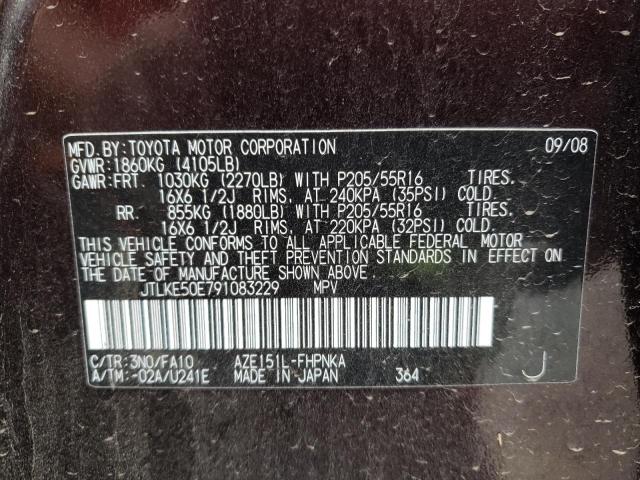 MFD.BY:TOYOTA MOTOR CORPORATION 09/08
GVWR:1860KG (4105LB)
GAWR:FRT. 1030KG (2270LB) WITH P205/55R16 TIRES.
16X6 1/2J RIMS, AT 240KPA (35PSI) COLD.
RR. 855KG (1880LB) WITH P205/55R16 TIRES.
16X6 1/2J RIMS, AT 220KPA (32PSI) COLD.
THIS VEHICLE CONFORMS TO ALL APPLICABLE FEDERAL MOTOR
VEHICLE SAFETY AND THEFT PREVENTION STANDARDS IN EFFECT ON
THE DATE OF MANUFACTURE SHOWN ABOVE.
JTLKE50E791083229 MPV
C/TR:3N0/FA10 AZE151L-FHPNKA
A/TM:-02A/U241E MADE IN JAPAN 364 J